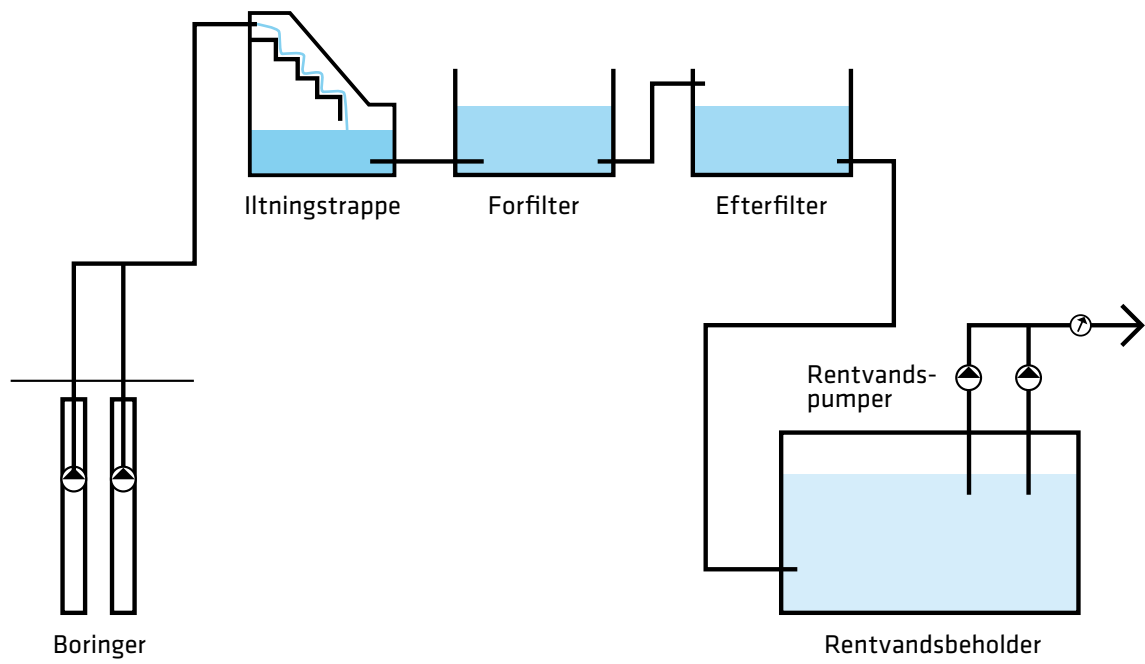 Iltningstrappe
Forfilter
Efterfilter
Rentvands-
pumper
Boringer
Rentvandsbeholder